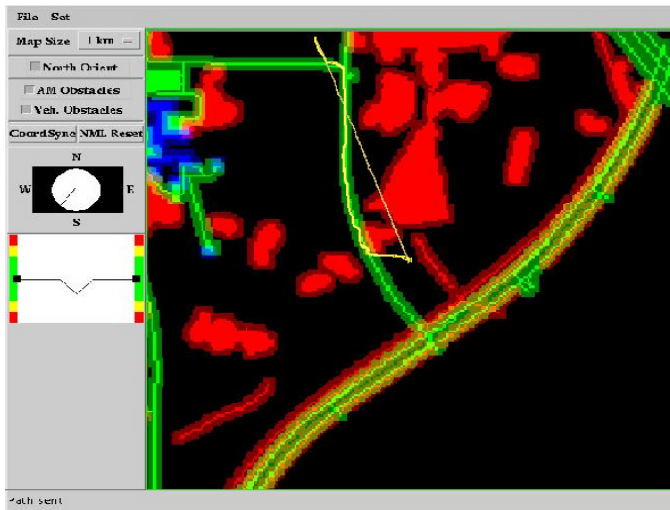 File Set
Map Size 1 km
North Orient
AM Obstacles
Veh. Obstacles
CoordSync NML Reset
N
W E
S
Path sent